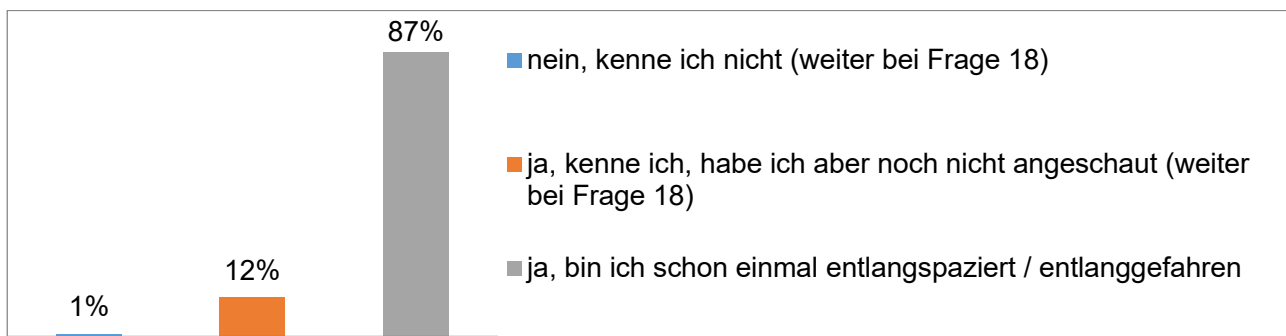 87%
12%
1%
nein, kenne ich nicht (weiter bei Frage 18)
ja, kenne ich, habe ich aber noch nicht angeschaut (weiter
bei Frage 18)
ja, bin ich schon einmal entlangspaziert / entlanggefahren